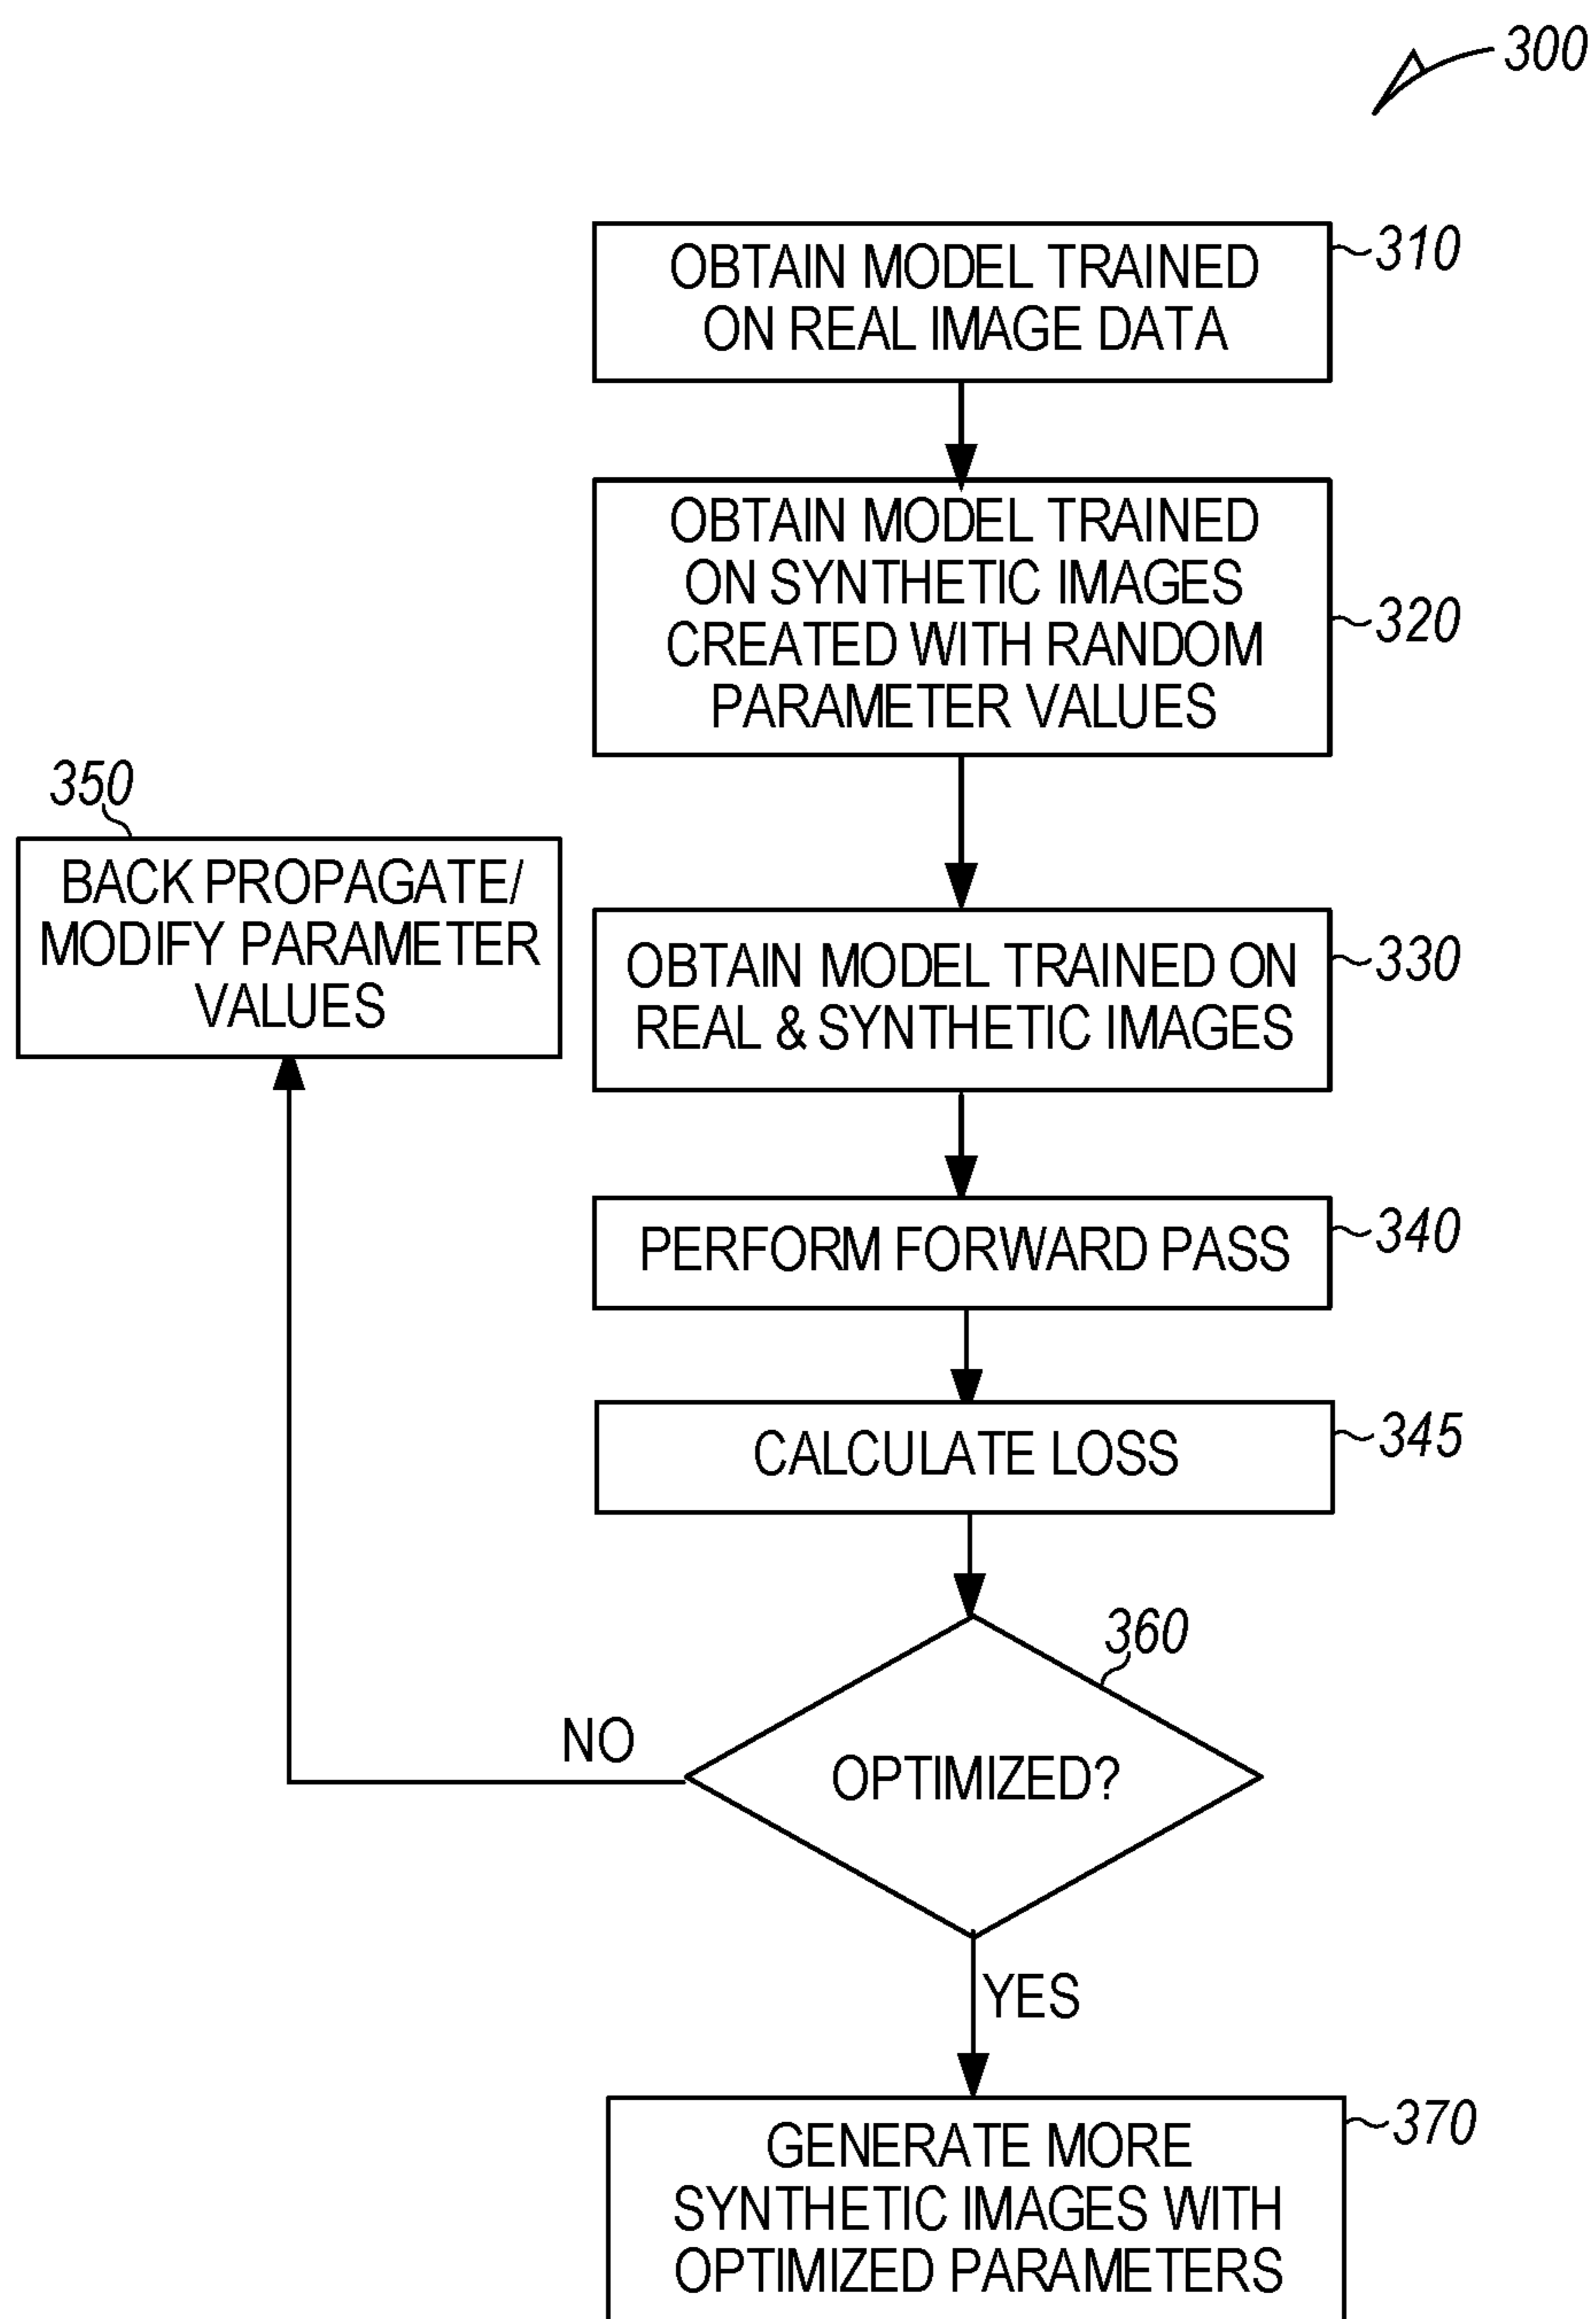 300
OBTAIN MODEL TRAINED
ON REAL IMAGE DATA
310
OBTAIN MODEL TRAINED
ON SYNTHETIC IMAGES
CREATED WITH RANDOM
PARAMETER VALUES
320
350
BACK PROPAGATE/
MODIFY PARAMETER
VALUES
OBTAIN MODEL TRAINED ON
REAL & SYNTHETIC IMAGES
330
PERFORM FORWARD PASS
340
CALCULATE LOSS
345
360
OPTIMIZED?
NO
YES
GENERATE MORE
SYNTHETIC IMAGES WITH
OPTIMIZED PARAMETERS
370